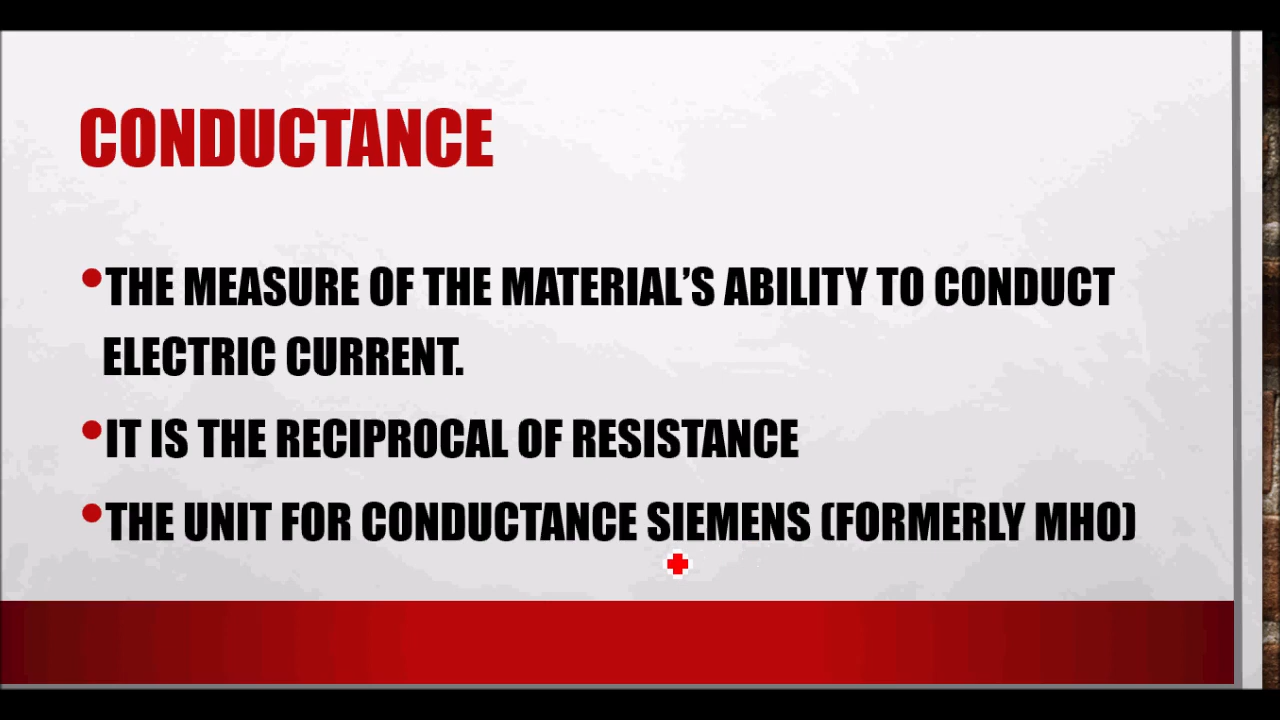 CONDUCTANCE
•THE MEASURE OF THE MATERIAL’S ABILITY TO CONDUCT
ELECTRIC CURRENT.
•IT IS THE RECIPROCAL OF RESISTANCE
•THE UNIT FOR CONDUCTANCE SIEMENS (FORMERLY MHO)